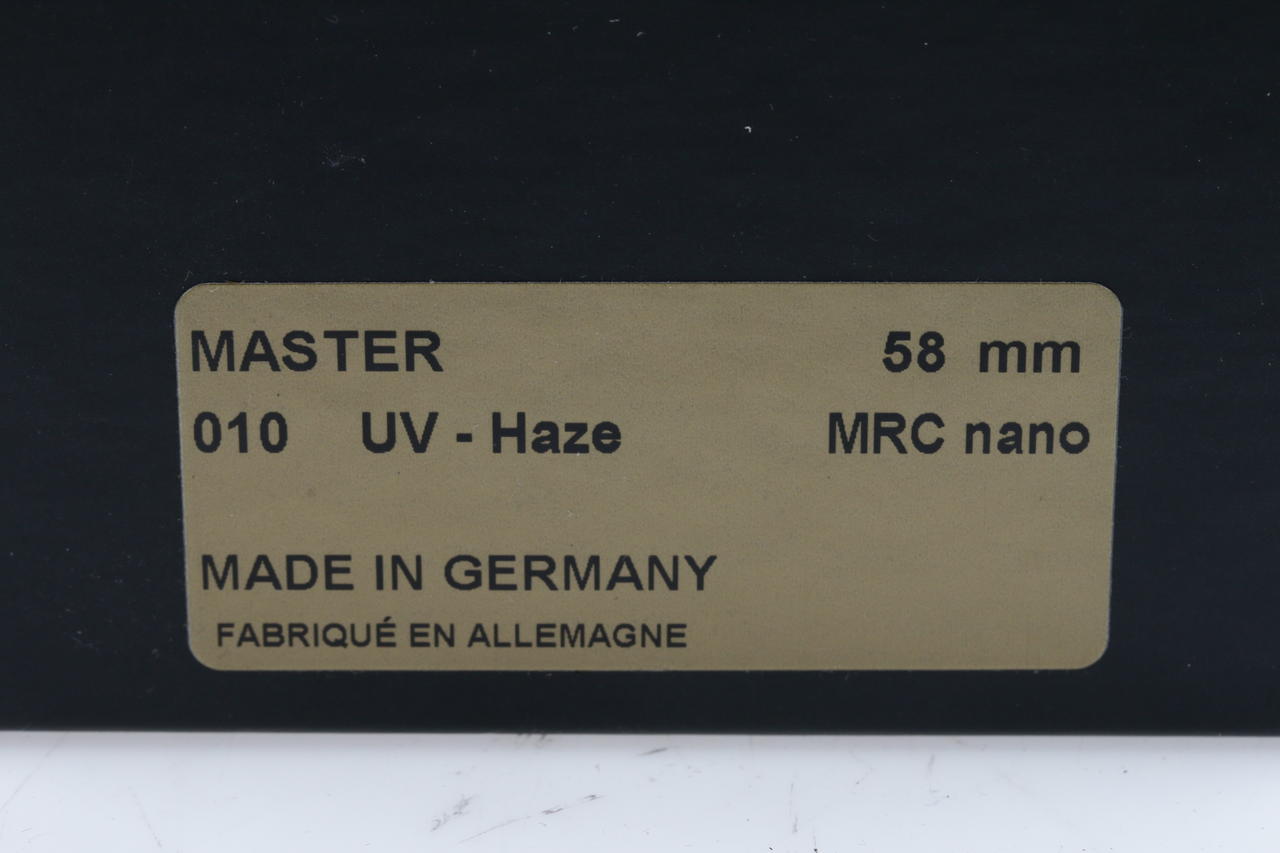 MASTER 58 mm
010 UV - Haze MRC nano
MADE IN GERMANY
FABRIQUÉ EN ALLEMAGNE